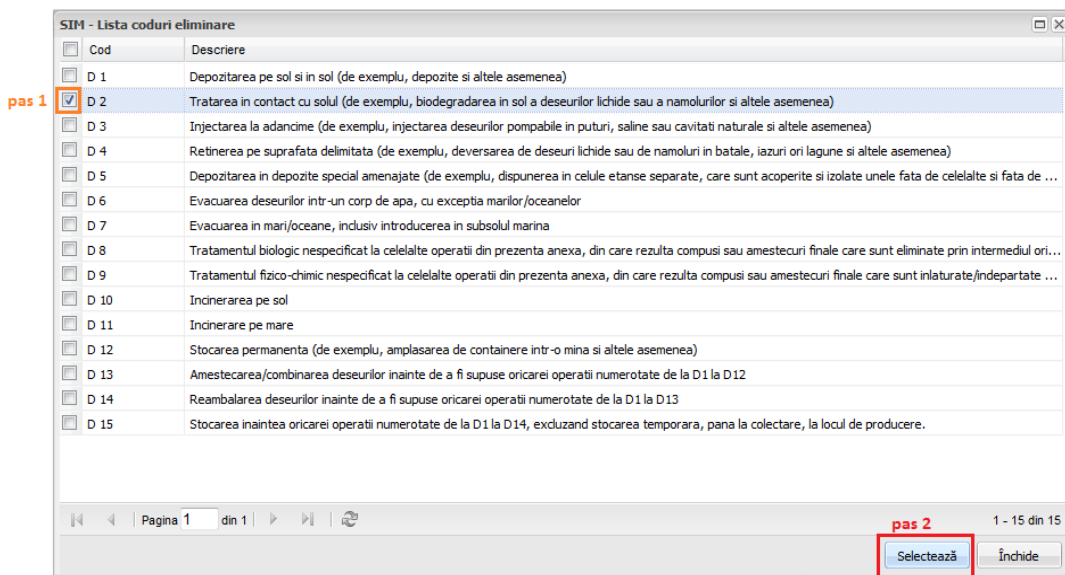 SIM - Lista coduri eliminare
Cod Descriere
D 1 Depozitarea pe sol si in sol (de exemplu, depozite si altele asemenea)
pas 1 D 2 Tratarea in contact cu solul (de exemplu, biodegradarea in sol a deseurilor lichide sau a namolurilor si altele asemenea)
D 3 Injectarea la adancime (de exemplu, injectarea deseurilor pompabile in puturi, saline sau cavitati naturale si altele asemenea)
D 4 Retinerea pe suprafata delimitata (de exemplu, deversarea de deseuri lichide sau de namoluri in batale, iazuri ori lagune si altele asemenea)
D 5 Depozitarea in depozite special amenajate (de exemplu, dispunerea in celule etanse separate, care sunt acoperite si izolate unele fata de celelalte si fata de ...
D 6 Evacuarea deseurilor intr-un corp de apa, cu exceptia marilor/oceanelor
D 7 Evacuarea in mari/oceane, inclusiv introducerea in subsolul marina
D 8 Tratamentul biologic nespecificat la celelalte operatii din prezenta anexa, din care rezulta compusi sau amestecuri finale care sunt eliminate prin intermediul ori...
D 9 Tratamentul fizico-chimic nespecificat la celelalte operatii din prezenta anexa, din care rezulta compusi sau amestecuri finale care sunt inlaturate/indepartate ...
D 10 Incinerarea pe sol
D 11 Incinerare pe mare
D 12 Stocarea permanenta (de exemplu, amplasarea de containere intr-o mina si altele asemenea)
D 13 Amestecarea/combinarea deseurilor inainte de a fi supuse oricarei operatii numerotate de la D1 la D12
D 14 Reambalarea deseurilor inainte de a fi supuse oricarei operatii numerotate de la D1 la D13
D 15 Stocarea inaintea oricarei operatii numerotate de la D1 la D14, excluzand stocarea temporara, pana la colectare, la locul de producere.
Pagina 1 din 1 1 - 15 din 15
pas 2
Selectează Închide